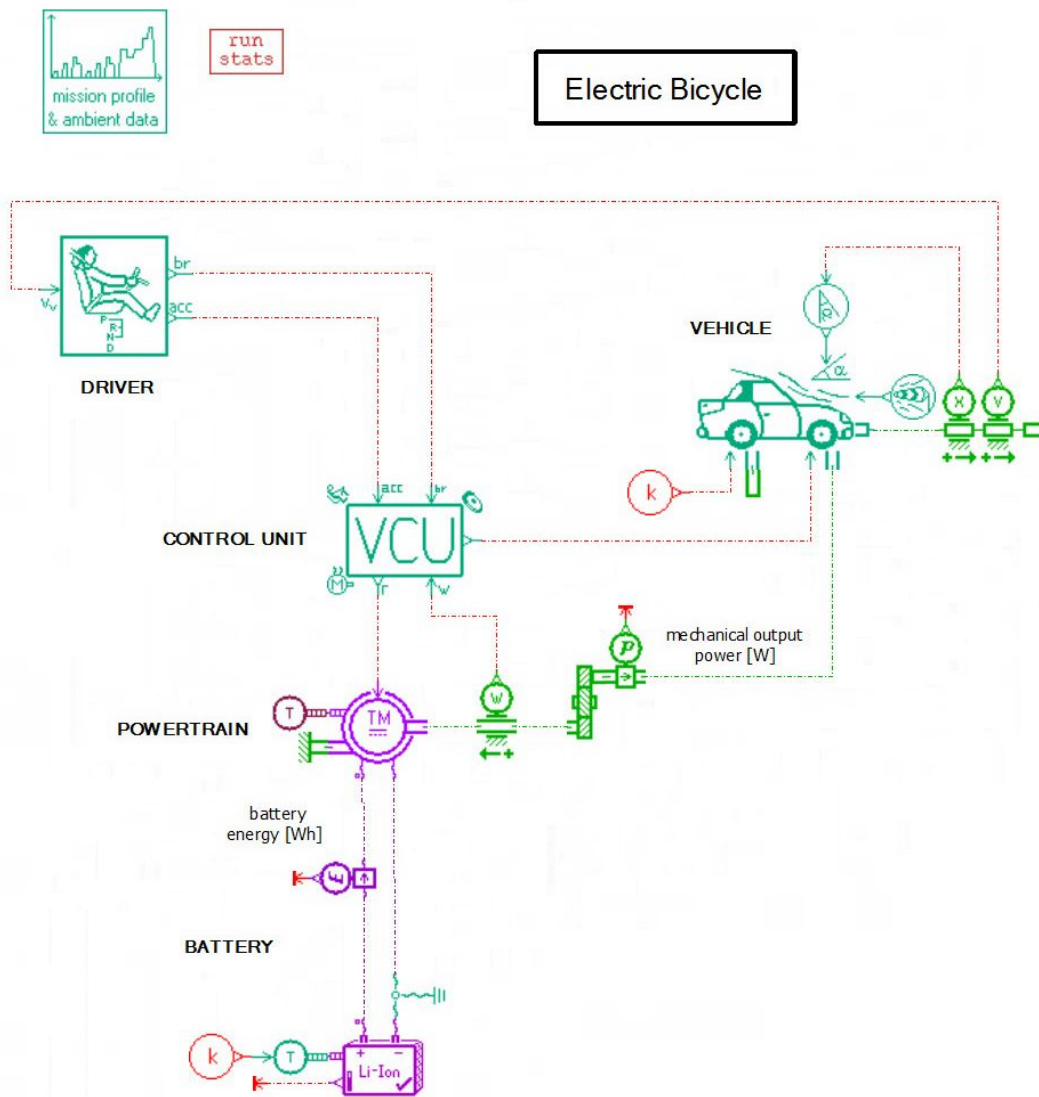 run
stats
mission profile
& ambient data
Electric Bicycle
br
acc
Vv
P
R
N
D
DRIVER
VEHICLE
α
α
X
V
k
acc
br
VCU
CONTROL UNIT
M
r
w
mechanical output
power [W]
P
W
T
TM
POWERTRAIN
battery
energy [Wh]
E
BATTERY
k
T
+
−
Li-Ion